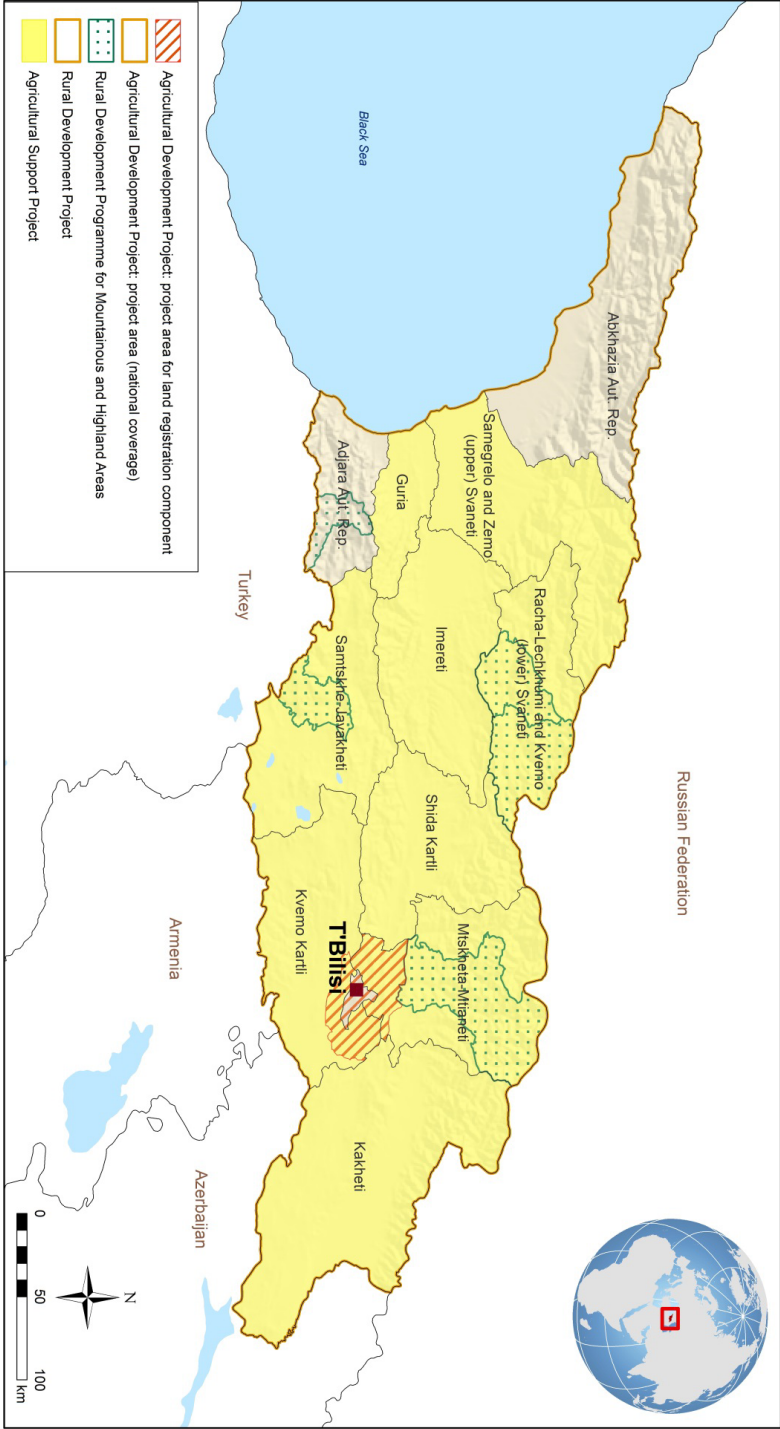 Russian Federation
Abkhazia Aut. Rep.
Black Sea
Samegrelo and Zemo
(upper) Svaneti
Racha-Lechkhumi and Kvemo
(lower) Svaneti
Guria
Imereti
Shida Kartli
Mtskheta-Mtianeti
Adjara Aut. Rep.
Samtskhe-Javakheti
T'Bilisi
Kvemo Kartli
Kakheti
Turkey
Armenia
Azerbaijan
Agricultural Development Project: project area for land registration component
Agricultural Development Project: project area (national coverage)
Rural Development Programme for Mountainous and Highland Areas
Rural Development Project
Agricultural Support Project
N
0 50 100
km